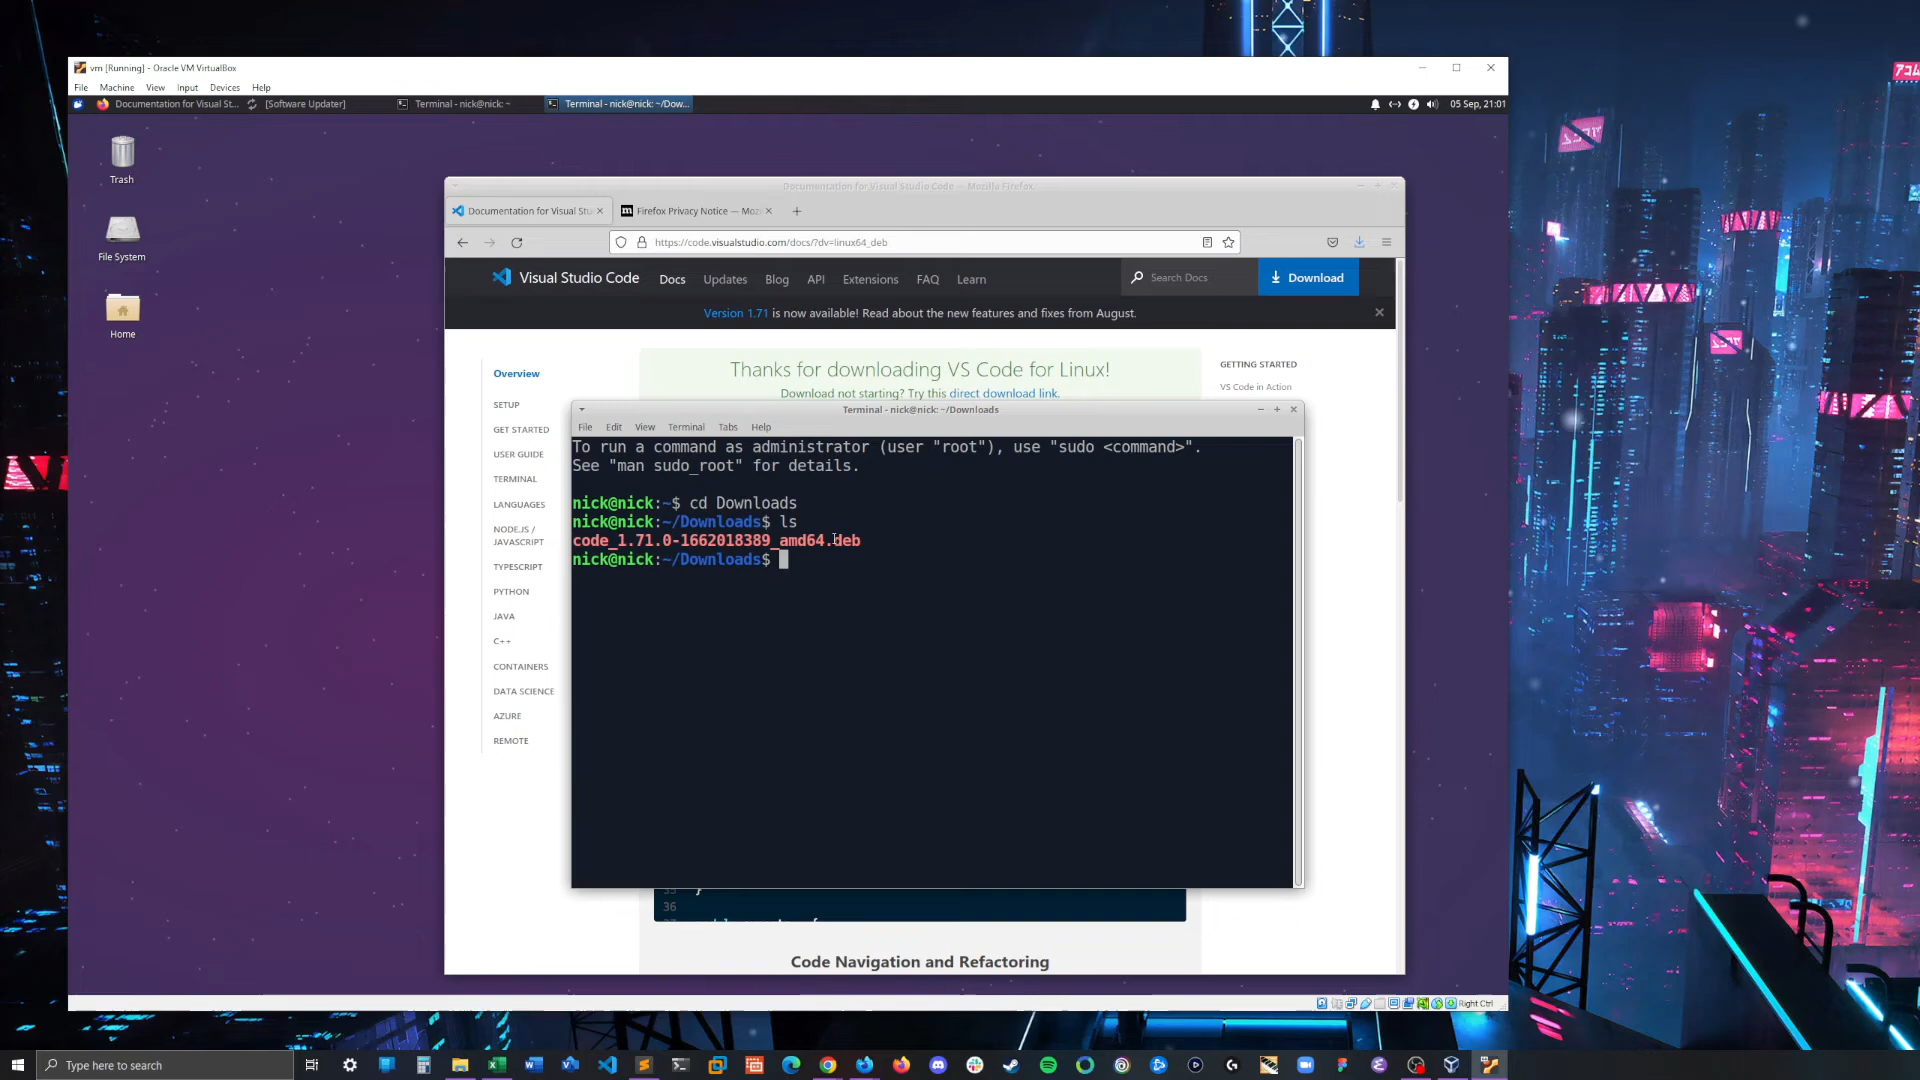 vm [Running] - Oracle VM VirtualBox
File Machine View Input Devices Help
Documentation for Visual St... [Software Updater] Terminal - nick@nick: ~ Terminal - nick@nick: ~/Dow... 05 Sep, 21:01
Trash
File System
Home
Documentation for Visual Studio Code — Mozilla Firefox
Documentation for Visual Stu Firefox Privacy Notice — Moz
https://code.visualstudio.com/docs/?dv=linux64_deb
Visual Studio Code Docs Updates Blog API Extensions FAQ Learn Search Docs Download
Version 1.71 is now available! Read about the new features and fixes from August.
Overview
SETUP
GET STARTED
USER GUIDE
TERMINAL
LANGUAGES
NODE.JS /
JAVASCRIPT
TYPESCRIPT
PYTHON
JAVA
C++
CONTAINERS
DATA SCIENCE
AZURE
REMOTE
Thanks for downloading VS Code for Linux!
Download not starting? Try this direct download link.
GETTING STARTED
VS Code in Action
Terminal - nick@nick: ~/Downloads
File Edit View Terminal Tabs Help
To run a command as administrator (user "root"), use "sudo <command>".
See "man sudo_root" for details.
nick@nick:~$ cd Downloads
nick@nick:~/Downloads$ ls
code_1.71.0-1662018389_amd64.deb
nick@nick:~/Downloads$
36
Code Navigation and Refactoring
Right Ctrl
Type here to search